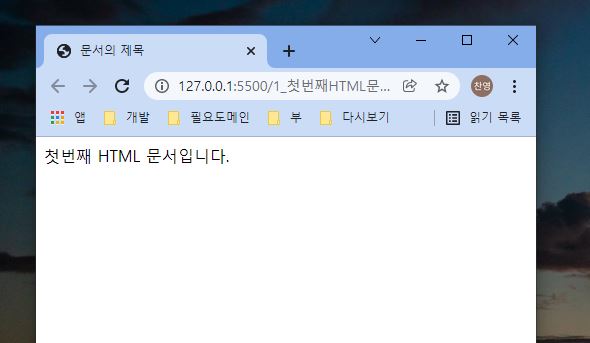 문서의 제목
127.0.0.1:5500/1_첫번째HTML문...
찬영
앱 개발 필요도메인 부 다시보기 읽기 목록
첫번째 HTML 문서입니다.